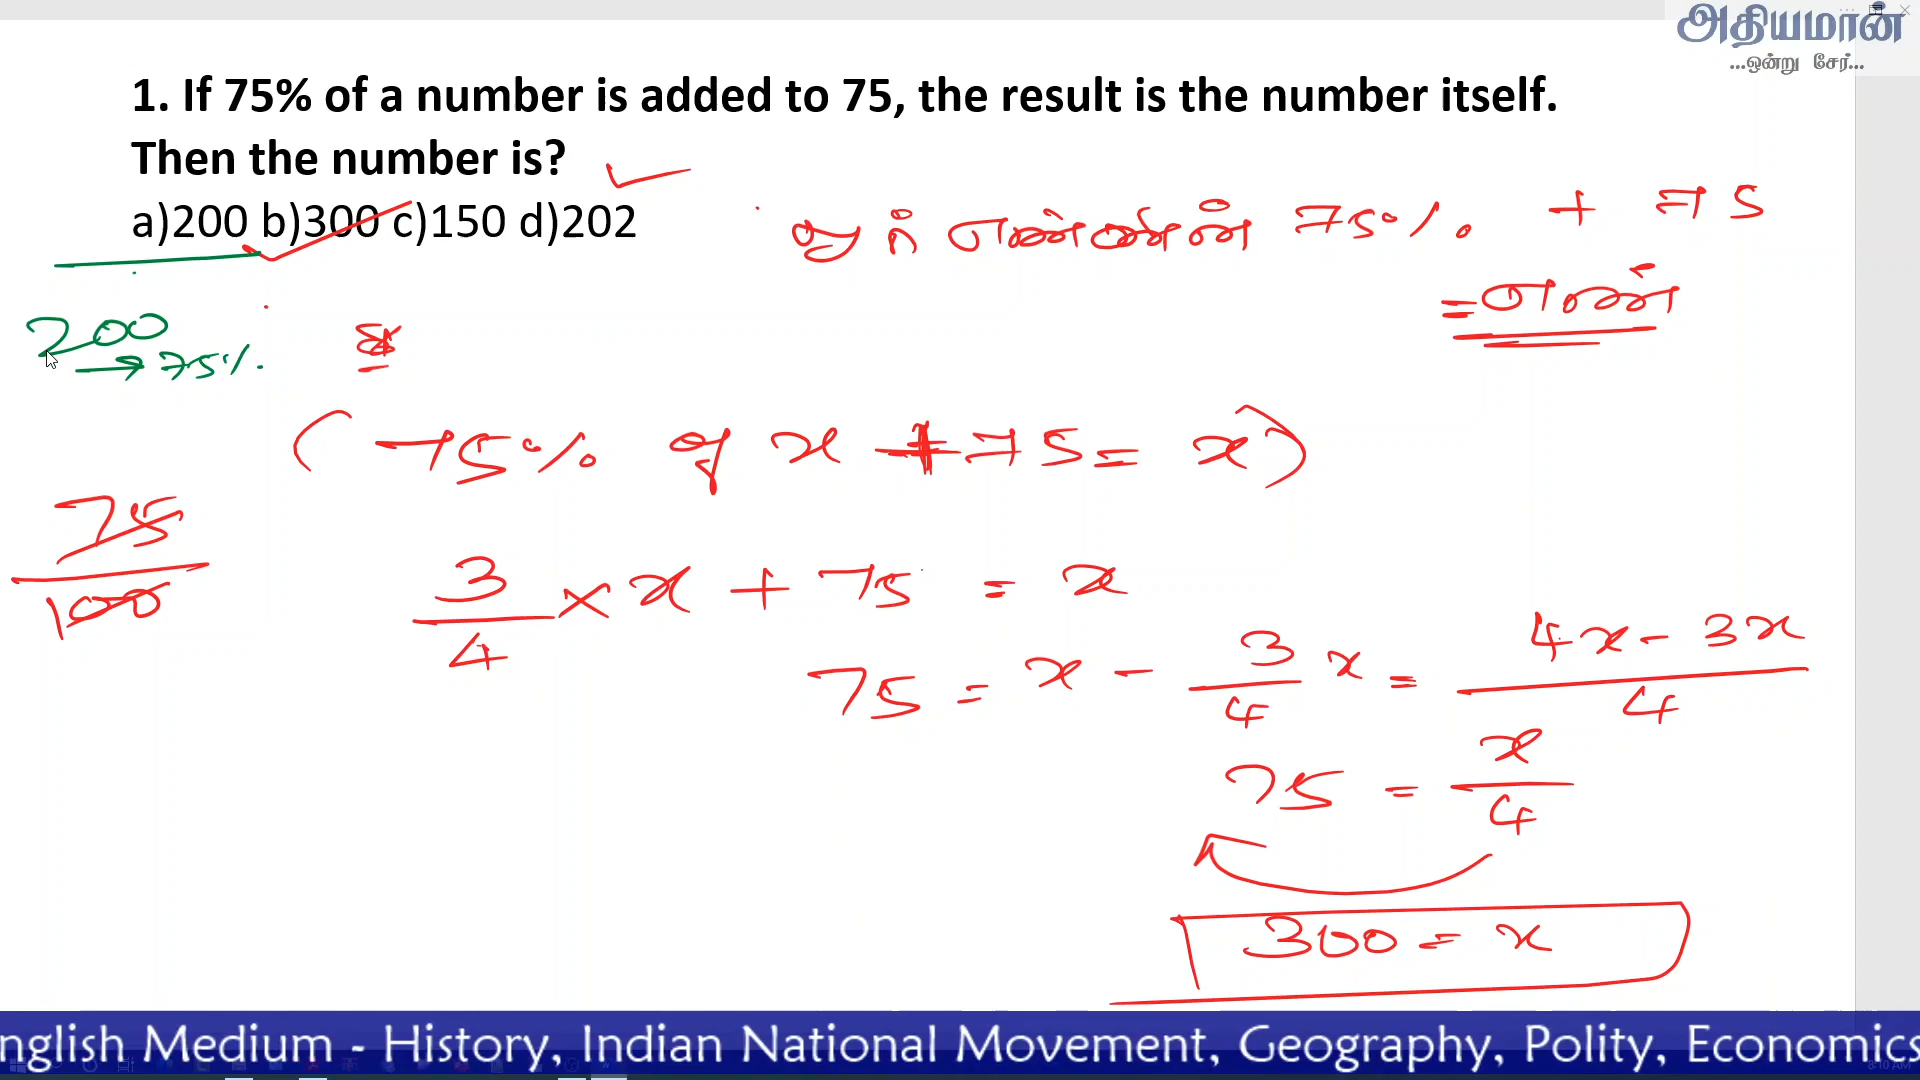 அதியமான்
...ஒன்று சேர்...
1. If 75% of a number is added to 75, the result is the number itself.
Then the number is?
a)200 b)300 c)150 d)202
ஒரு எண்ணின் 75% + 75
= எண்
200
→ 75%
(75% of x + 75 = x)
75
100
3/4 × x + 75 = x
75 = x - 3/4 x = 4x - 3x / 4
75 = x/4
300 = x
nglish Medium - History, Indian National Movement, Geography, Polity, Economics